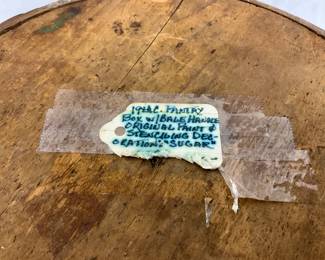 19th C. PANTRY
BOX W/BALE HANDLE
ORIGINAL PAINT &
STENCILING DEC-
ORATION: "SUGAR"